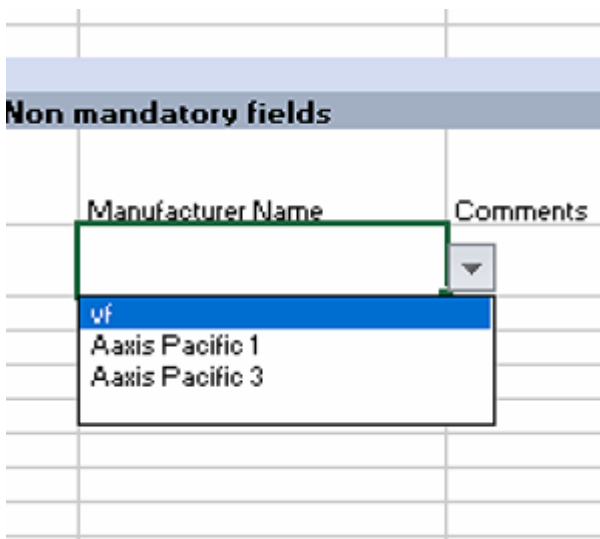 Non mandatory fields
Manufacturer Name Comments
vf
Aaxis Pacific 1
Aaxis Pacific 3